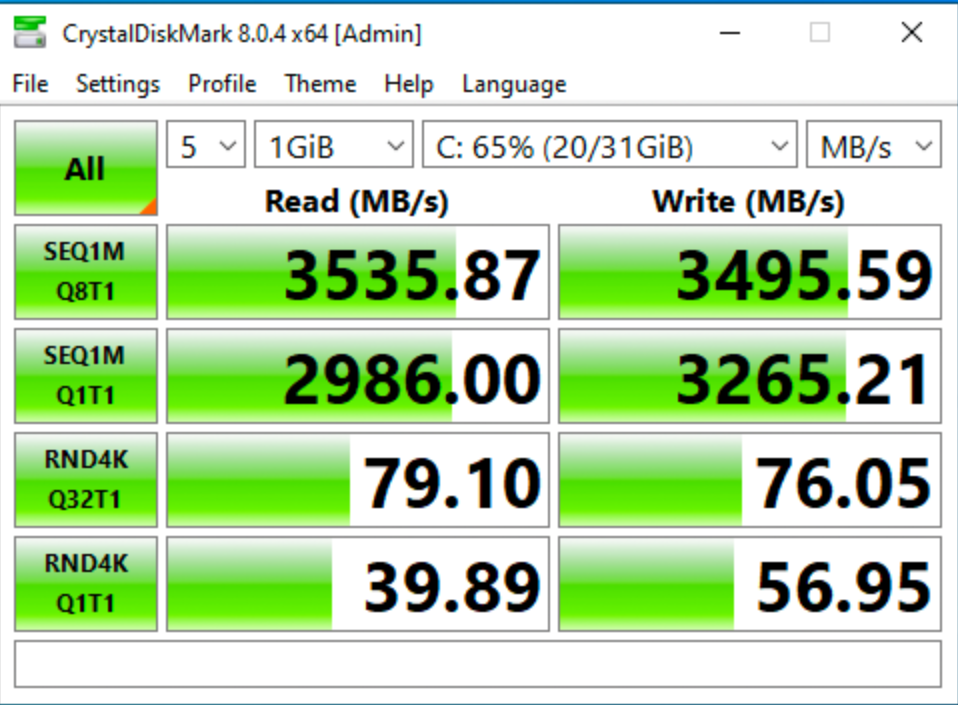 CrystalDiskMark 8.0.4 x64 [Admin]
File Settings Profile Theme Help Language
All
5 1GiB C: 65% (20/31GiB) MB/s
Read (MB/s) Write (MB/s)
SEQ1M
Q8T1
3535.87 3495.59
SEQ1M
Q1T1
2986.00 3265.21
RND4K
Q32T1
79.10 76.05
RND4K
Q1T1
39.89 56.95